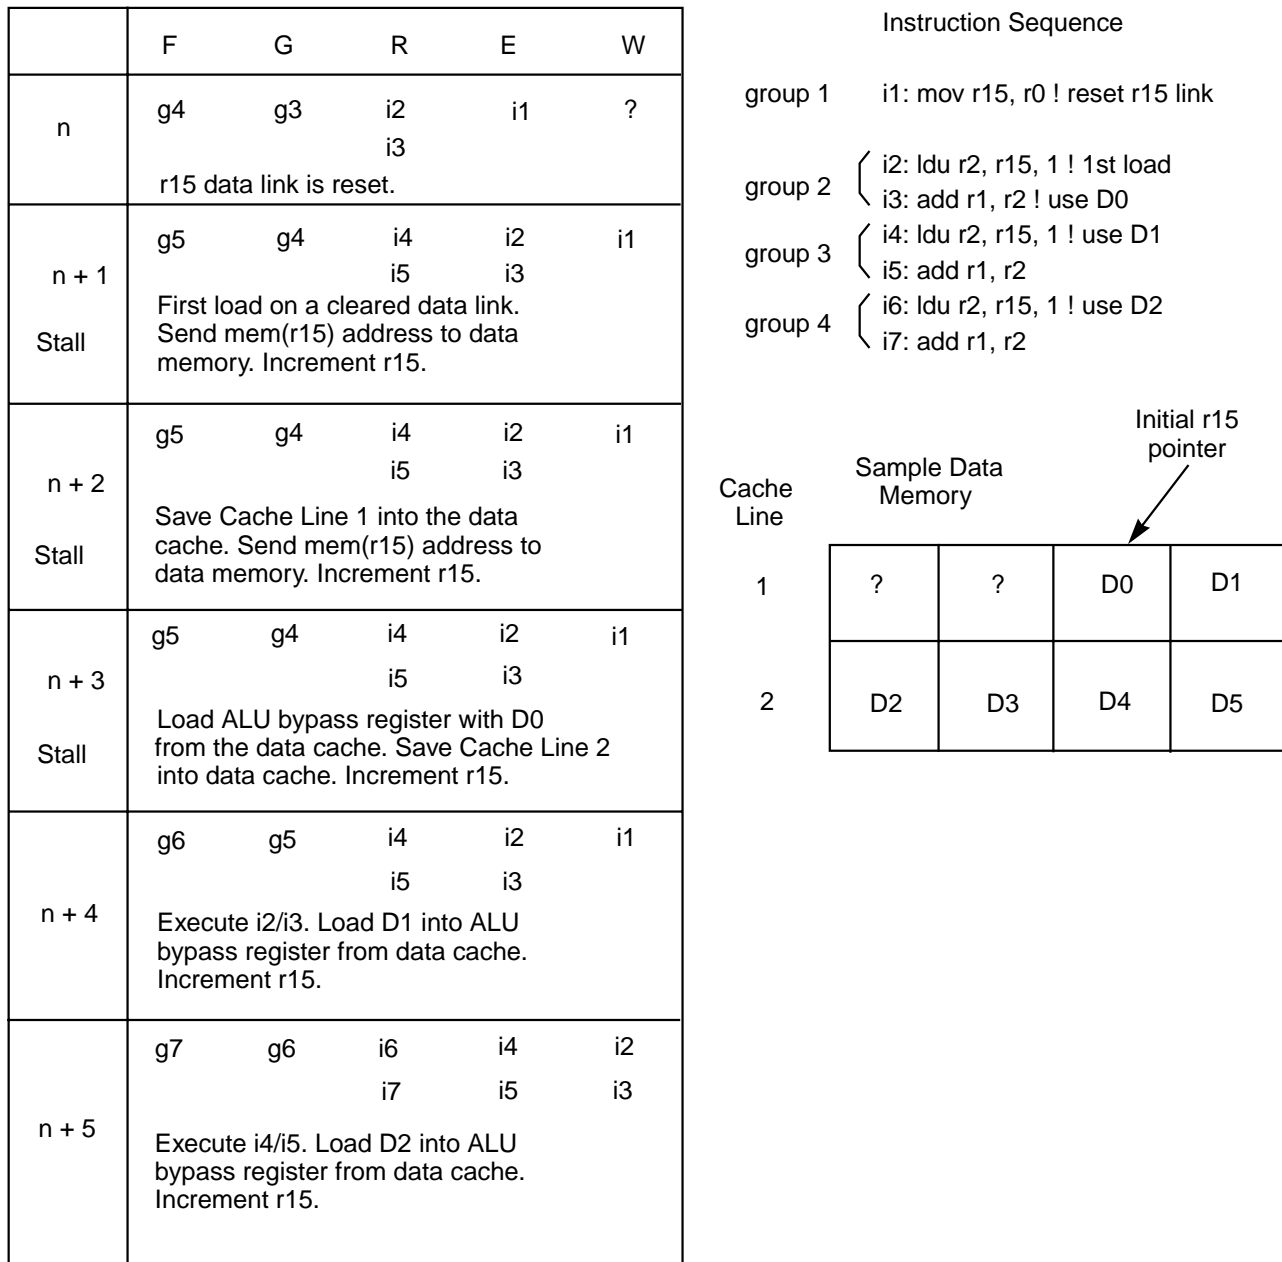 F G R E W
n
g4 g3 i2 i1 ?
i3
r15 data link is reset.
n + 1
Stall
g5 g4 i4 i2 i1
i5 i3
First load on a cleared data link.
Send mem(r15) address to data
memory. Increment r15.
n + 2
Stall
g5 g4 i4 i2 i1
i5 i3
Save Cache Line 1 into the data
cache. Send mem(r15) address to
data memory. Increment r15.
n + 3
Stall
g5 g4 i4 i2 i1
i5 i3
Load ALU bypass register with D0
from the data cache. Save Cache Line 2
into data cache. Increment r15.
n + 4
g6 g5 i4 i2 i1
i5 i3
Execute i2/i3. Load D1 into ALU
bypass register from data cache.
Increment r15.
n + 5
g7 g6 i6 i4 i2
i7 i5 i3
Execute i4/i5. Load D2 into ALU
bypass register from data cache.
Increment r15.
Instruction Sequence
group 1 i1: mov r15, r0 ! reset r15 link
group 2
i2: ldu r2, r15, 1 ! 1st load
i3: add r1, r2 ! use D0
group 3
i4: ldu r2, r15, 1 ! use D1
i5: add r1, r2
group 4
i6: ldu r2, r15, 1 ! use D2
i7: add r1, r2
Initial r15
pointer
Sample Data
Memory
Cache
Line
1 ? ? D0 D1
2 D2 D3 D4 D5